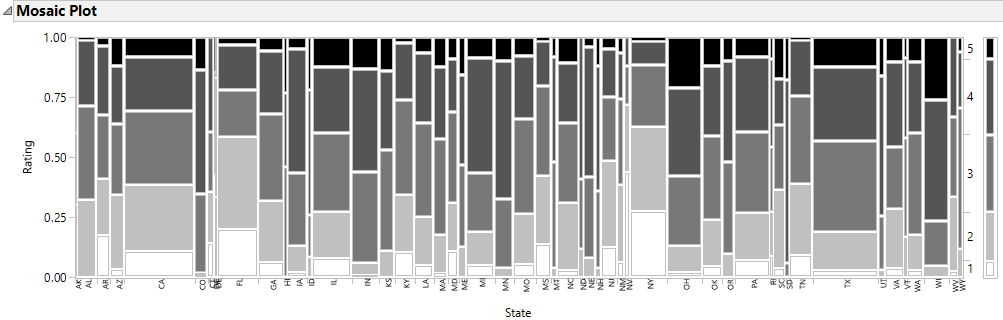 Mosaic Plot
1.00
0.75
0.50
0.25
0.00
Rating
5
4
3
2
1
AK AL AR AZ CA CO DE FL GA HI IA ID IL IN KS KY LA MA MD ME MI MN MO MS MT NC ND NE NH NJ NM NV NY OH OK OR PA RI SC SD TN TX UT VA VT WA WI WV WY
State